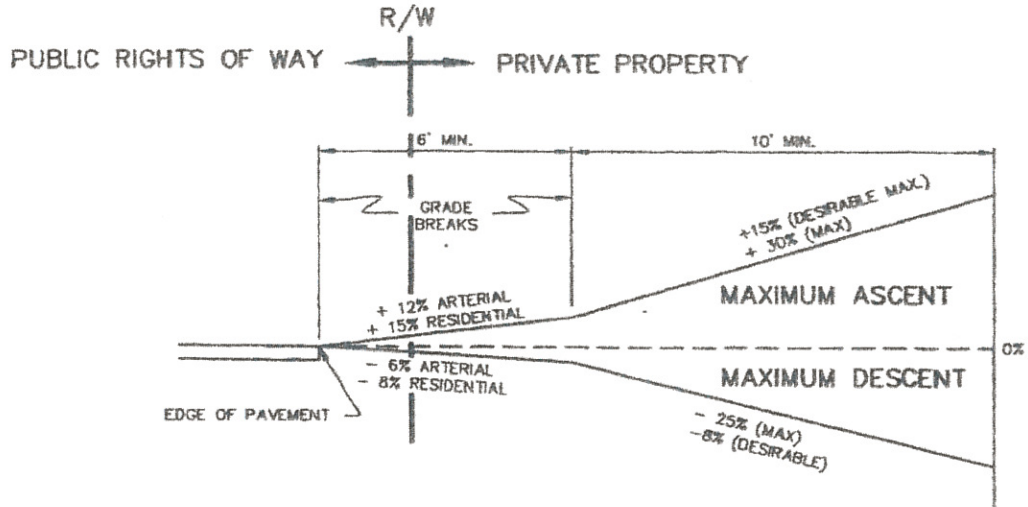 R/W
PUBLIC RIGHTS OF WAY
PRIVATE PROPERTY
6' MIN.
10' MIN.
GRADE
BREAKS
+15% (DESIRABLE MAX.)
+ 30% (MAX)
+ 12% ARTERIAL
+ 15% RESIDENTIAL
MAXIMUM ASCENT
0%
- 6% ARTERIAL
- 8% RESIDENTIAL
MAXIMUM DESCENT
EDGE OF PAVEMENT
- 25% (MAX)
-8% (DESIRABLE)